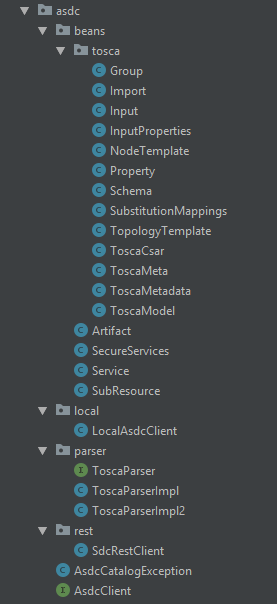 asdc
beans
tosca
C Group
C Import
C Input
C InputProperties
C NodeTemplate
C Property
C Schema
C SubstitutionMappings
C TopologyTemplate
C ToscaCsar
C ToscaMeta
C ToscaMetadata
C ToscaModel
C Artifact
C SecureServices
C Service
C SubResource
local
C LocalAsdcClient
parser
I ToscaParser
C ToscaParserImpl
C ToscaParserImpl2
rest
C SdcRestClient
C AsdcCatalogException
I AsdcClient